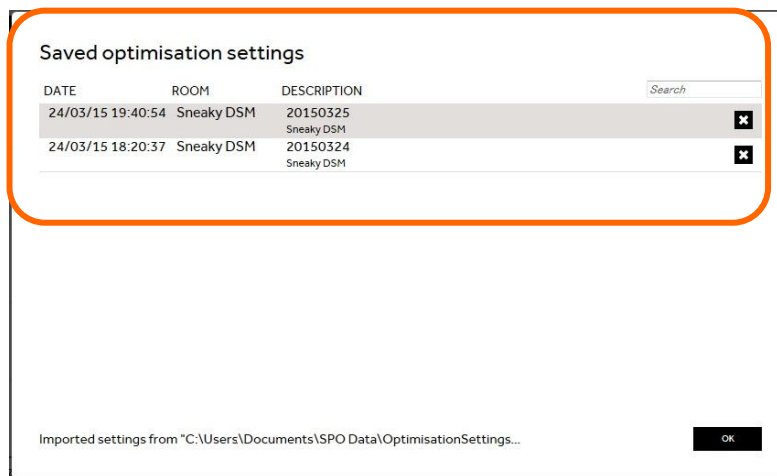 Saved optimisation settings
DATE ROOM DESCRIPTION Search
24/03/15 19:40:54 Sneaky DSM 20150325
Sneaky DSM
24/03/15 18:20:37 Sneaky DSM 20150324
Sneaky DSM
Imported settings from "C:\Users\Documents\SPO Data\OptimisationSettings... OK